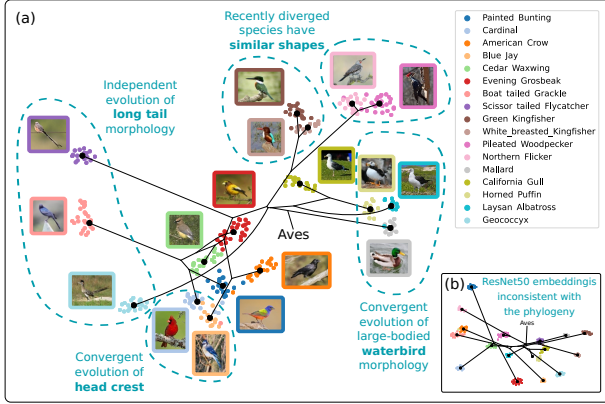 (a)
Recently diverged
species have
similar shapes
Independent
evolution of
long tail
morphology
Aves
Convergent
evolution of
head crest
Convergent
evolution of
large-bodied
waterbird
morphology
Painted Bunting
Cardinal
American Crow
Blue Jay
Cedar Waxwing
Evening Grosbeak
Boat tailed Grackle
Scissor tailed Flycatcher
Green Kingfisher
White_breasted_Kingfisher
Pileated Woodpecker
Northern Flicker
Mallard
California Gull
Horned Puffin
Laysan Albatross
Geococcyx
(b)
ResNet50 embeddingis
inconsistent with
the phylogeny
Aves